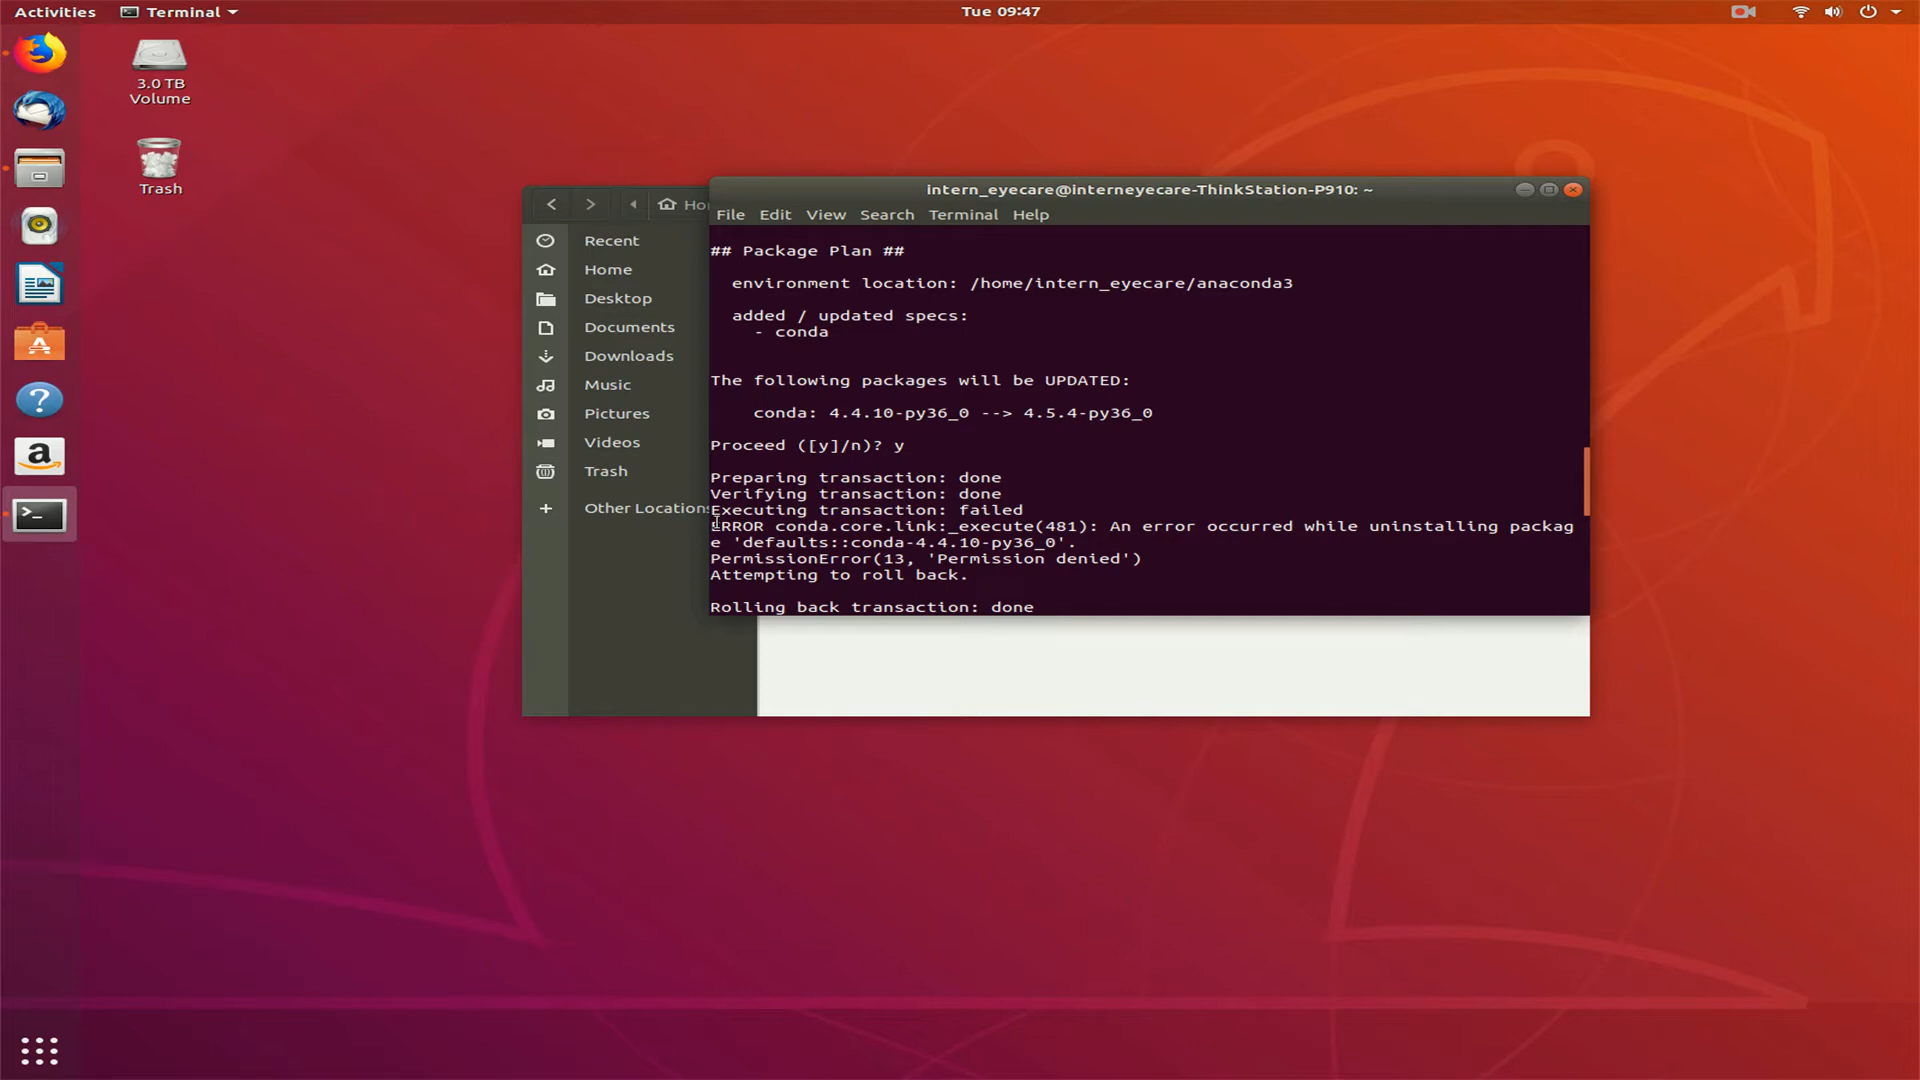 Activities
Terminal
Tue 09:47
3.0 TB
Volume
Trash
Recent
Home
Desktop
Documents
Downloads
Music
Pictures
Videos
Trash
Other Locations
intern_eyecare@interneyecare-ThinkStation-P910: ~
File Edit View Search Terminal Help
## Package Plan ##
environment location: /home/intern_eyecare/anaconda3
added / updated specs:
- conda
The following packages will be UPDATED:
conda: 4.4.10-py36_0 --> 4.5.4-py36_0
Proceed ([y]/n)? y
Preparing transaction: done
Verifying transaction: done
Executing transaction: failed
ERROR conda.core.link:_execute(481): An error occurred while uninstalling packag
e 'defaults::conda-4.4.10-py36_0'.
PermissionError(13, 'Permission denied')
Attempting to roll back.
Rolling back transaction: done